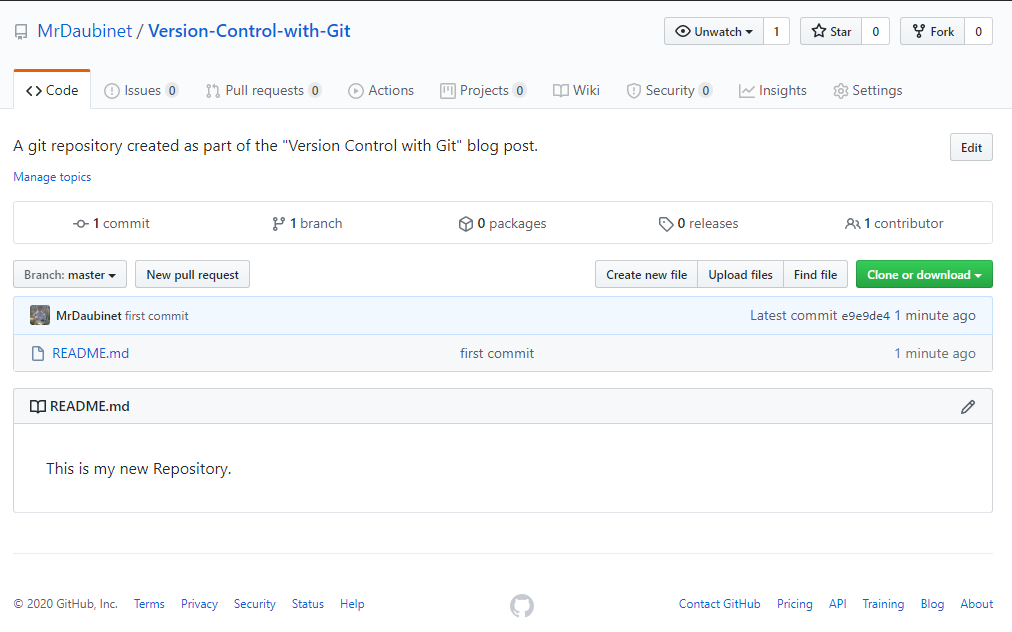 MrDaubinet / Version-Control-with-Git Unwatch 1 Star 0 Fork 0
Code Issues 0 Pull requests 0 Actions Projects 0 Wiki Security 0 Insights Settings
A git repository created as part of the "Version Control with Git" blog post. Edit
Manage topics
1 commit 1 branch 0 packages 0 releases 1 contributor
Branch: master New pull request Create new file Upload files Find file Clone or download
MrDaubinet first commit Latest commit e9e9de4 1 minute ago
README.md first commit 1 minute ago
README.md
This is my new Repository.
© 2020 GitHub, Inc. Terms Privacy Security Status Help Contact GitHub Pricing API Training Blog About